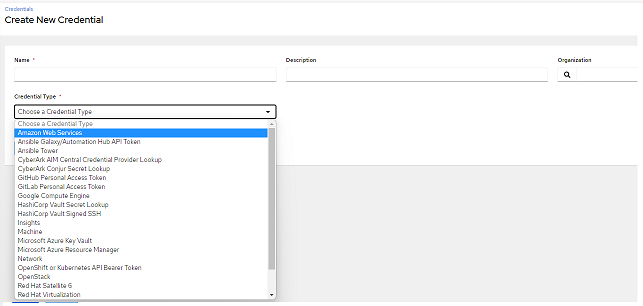 Credentials
Create New Credential
Name *
Description
Organization
Credential Type *
Choose a Credential Type
Choose a Credential Type
Amazon Web Services
Ansible Galaxy/Automation Hub API Token
Ansible Tower
CyberArk AIM Central Credential Provider Lookup
CyberArk Conjur Secret Lookup
GitHub Personal Access Token
GitLab Personal Access Token
Google Compute Engine
HashiCorp Vault Secret Lookup
HashiCorp Vault Signed SSH
Insights
Machine
Microsoft Azure Key Vault
Microsoft Azure Resource Manager
Network
OpenShift or Kubernetes API Bearer Token
OpenStack
Red Hat Satellite 6
Red Hat Virtualization